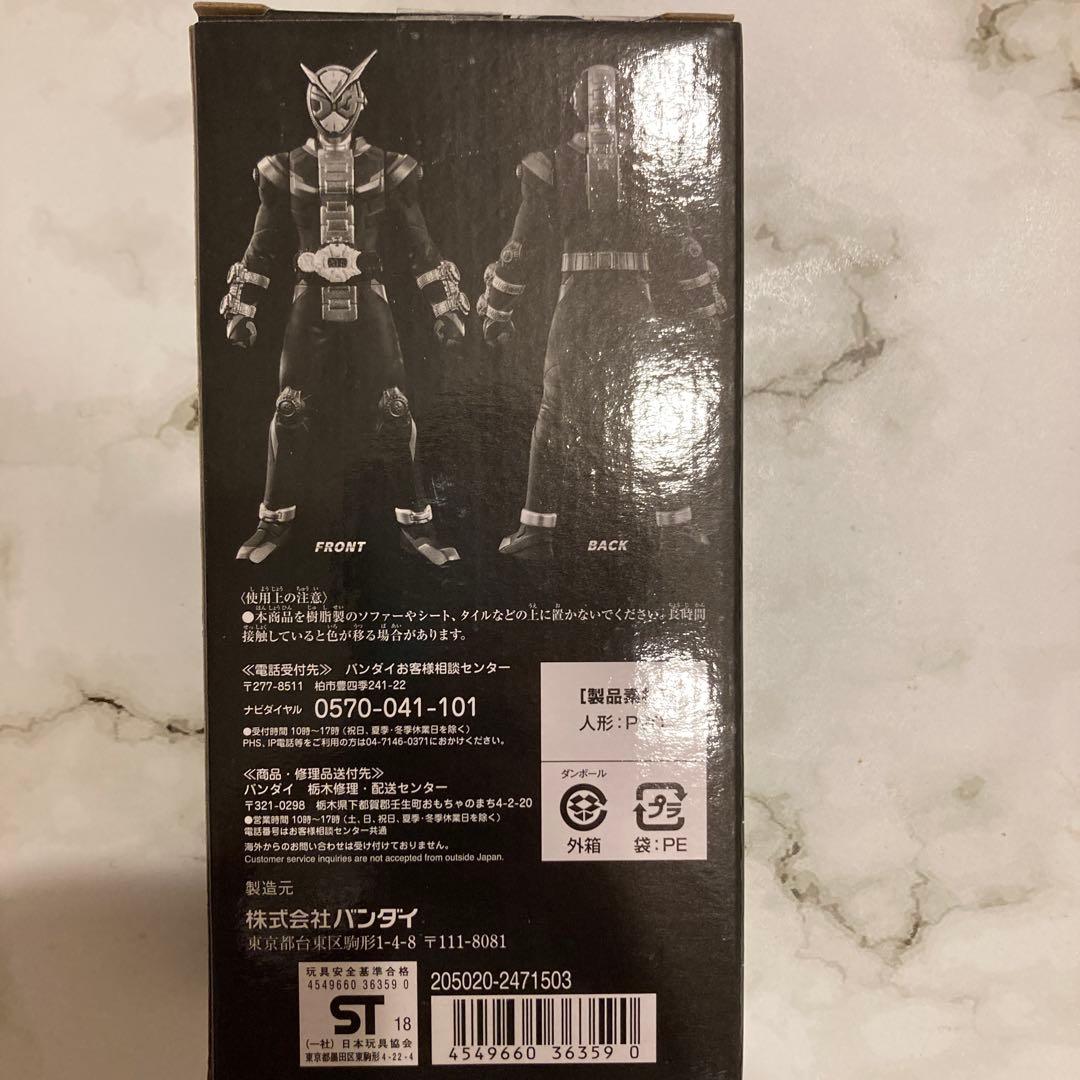 FRONT
BACK
〈使用上の注意〉
●本商品を樹脂製のソファーやシート、タイルなどの上に置かないでください。長時間
接触していると色が移る場合があります。
≪電話受付先≫ バンダイお客様相談センター
〒277-8511 柏市豊四季241-22
ナビダイヤル 0570-041-101
●受付時間 10時〜17時(祝日、夏季・冬季休業日を除く)
PHS、IP電話等をご利用の方は04-7146-0371におかけください。
≪商品・修理品送付先≫
バンダイ 栃木修理・配送センター
〒321-0298 栃木県下都賀郡壬生町おもちゃのまち4-2-20
●営業時間 10時〜17時(土、日、祝日、夏季・冬季休業日を除く)
電話番号はお客様相談センター共通
海外からのお問い合わせは受け付けておりません。
Customer service inquiries are not accepted from outside Japan.
[製品素
人形:P
ダンボール
外箱
プラ
袋:PE
製造元
株式会社バンダイ
東京都台東区駒形1-4-8 〒111-8081
玩具安全基準合格
4549660 36359 0
ST 18
(一社)日本玩具協会
東京都墨田区東駒形4-22-4
205020-2471503
4549660 36359 0